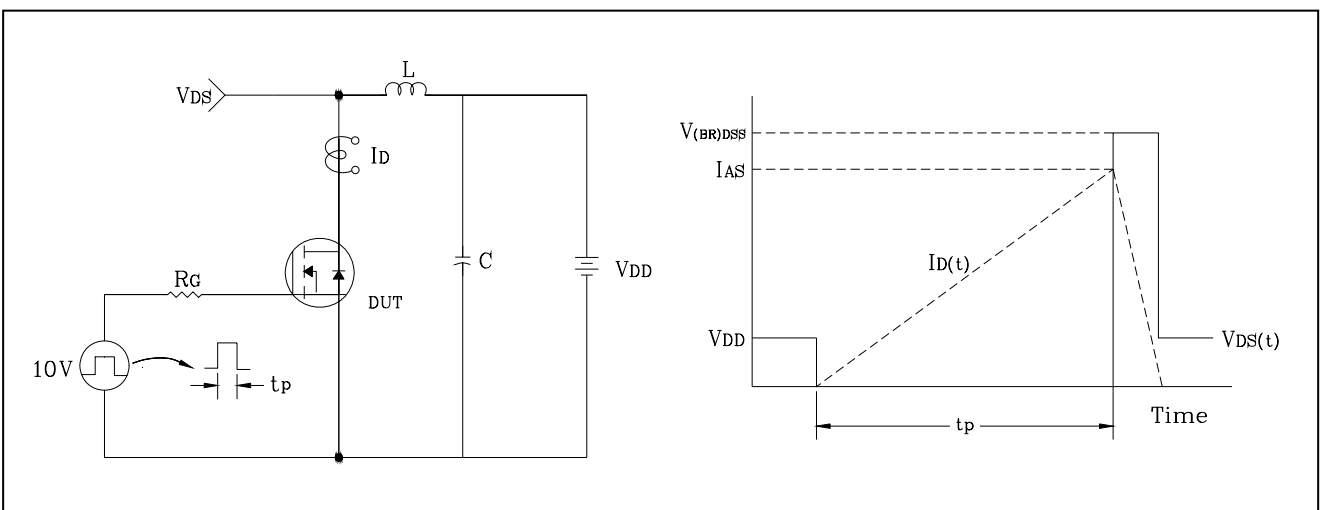 L
VDS
ID
RG
DUT
C
VDD
10V
tp
V(BR)DSS
IAS
ID(t)
VDD
VDS(t)
tp
Time